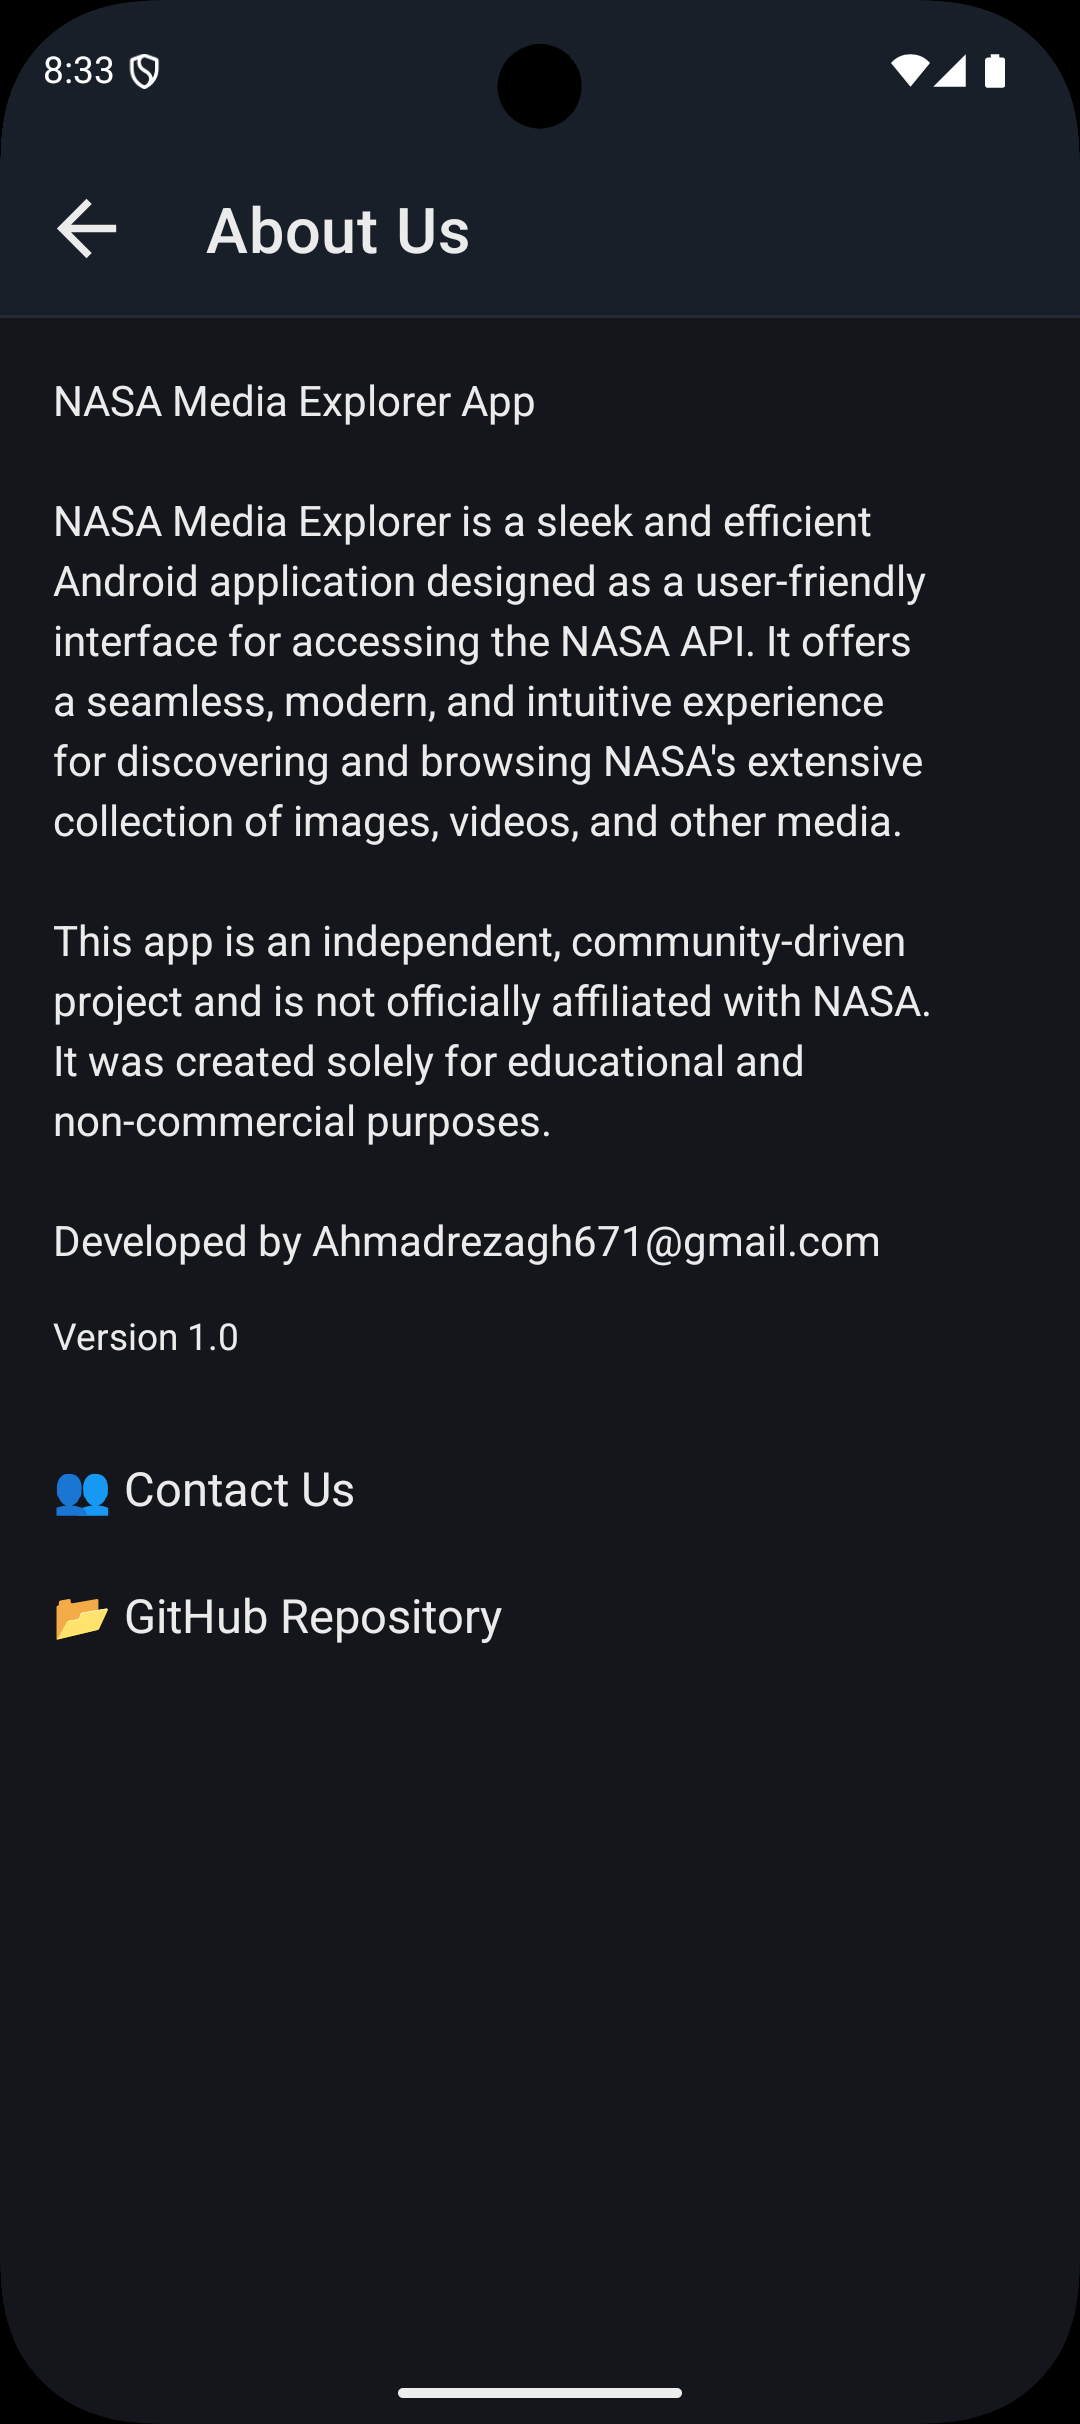 8:33
About Us
NASA Media Explorer App
NASA Media Explorer is a sleek and efficient
Android application designed as a user-friendly
interface for accessing the NASA API. It offers
a seamless, modern, and intuitive experience
for discovering and browsing NASA's extensive
collection of images, videos, and other media.
This app is an independent, community-driven
project and is not officially affiliated with NASA.
It was created solely for educational and
non-commercial purposes.
Developed by Ahmadrezagh671@gmail.com
Version 1.0
👥 Contact Us
📂 GitHub Repository